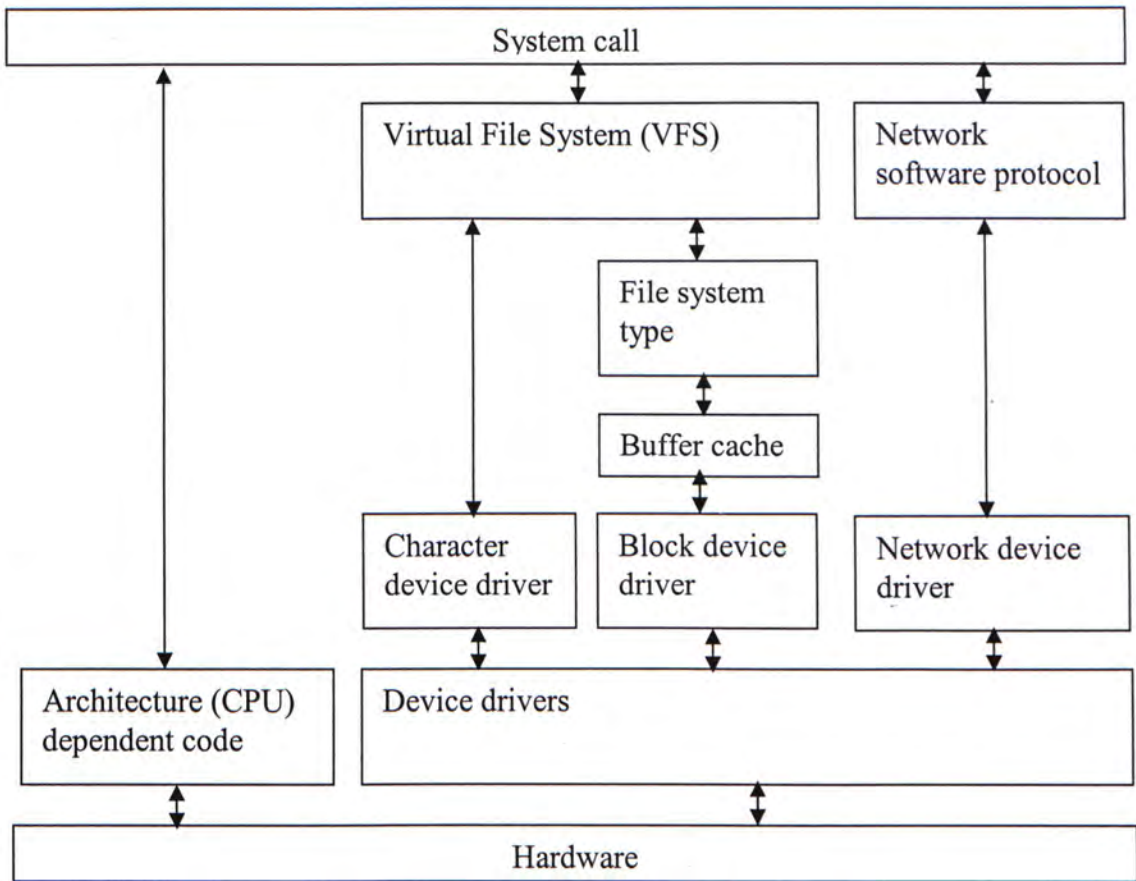 System call
Virtual File System (VFS)
Network
software protocol
File system
type
Buffer cache
Character
device driver
Block device
driver
Network device
driver
Architecture (CPU)
dependent code
Device drivers
Hardware